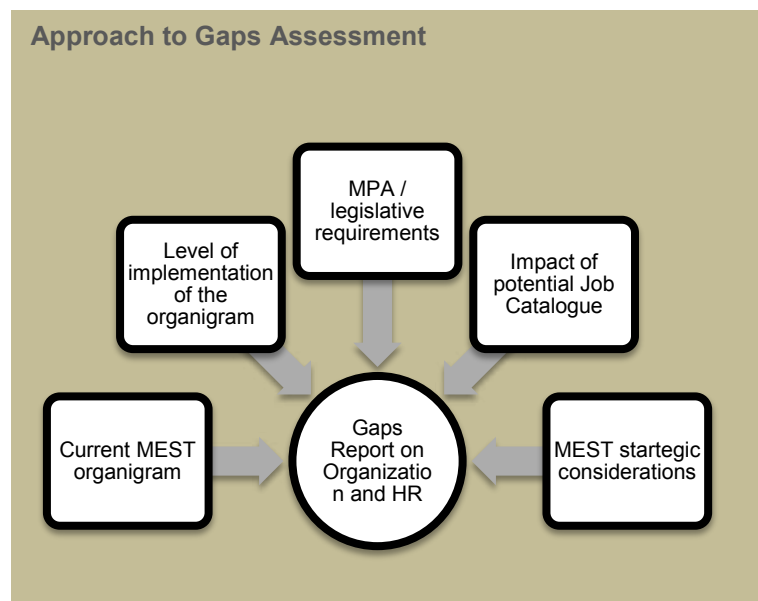 Approach to Gaps Assessment
MPA /
legislative
requirements
Level of
implementation
of the
organigram
Impact of
potential Job
Catalogue
Current MEST
organigram
Gaps
Report on
Organizatio
n and HR
MEST startegic
considerations